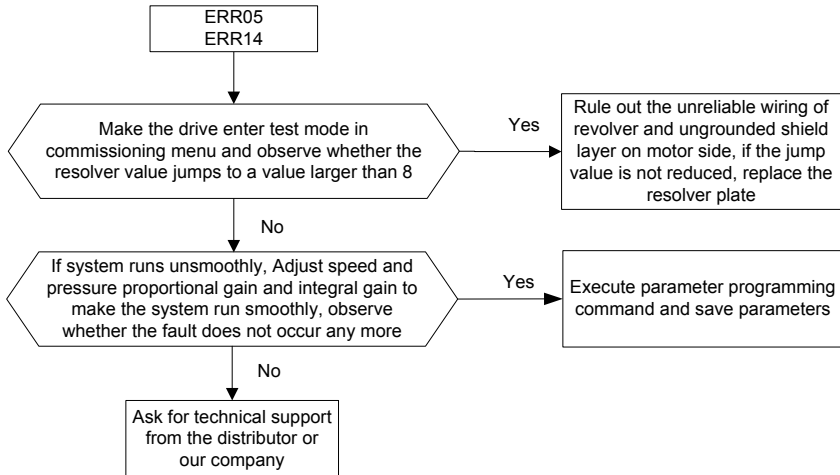 ERR05
ERR14
Make the drive enter test mode in
commissioning menu and observe whether the
resolver value jumps to a value larger than 8
Yes
Rule out the unreliable wiring of
revolver and ungrounded shield
layer on motor side, if the jump
value is not reduced, replace the
resolver plate
No
If system runs unsmoothly, Adjust speed and
pressure proportional gain and integral gain to
make the system run smoothly, observe
whether the fault does not occur any more
Yes
Execute parameter programming
command and save parameters
No
Ask for technical support
from the distributor or
our company